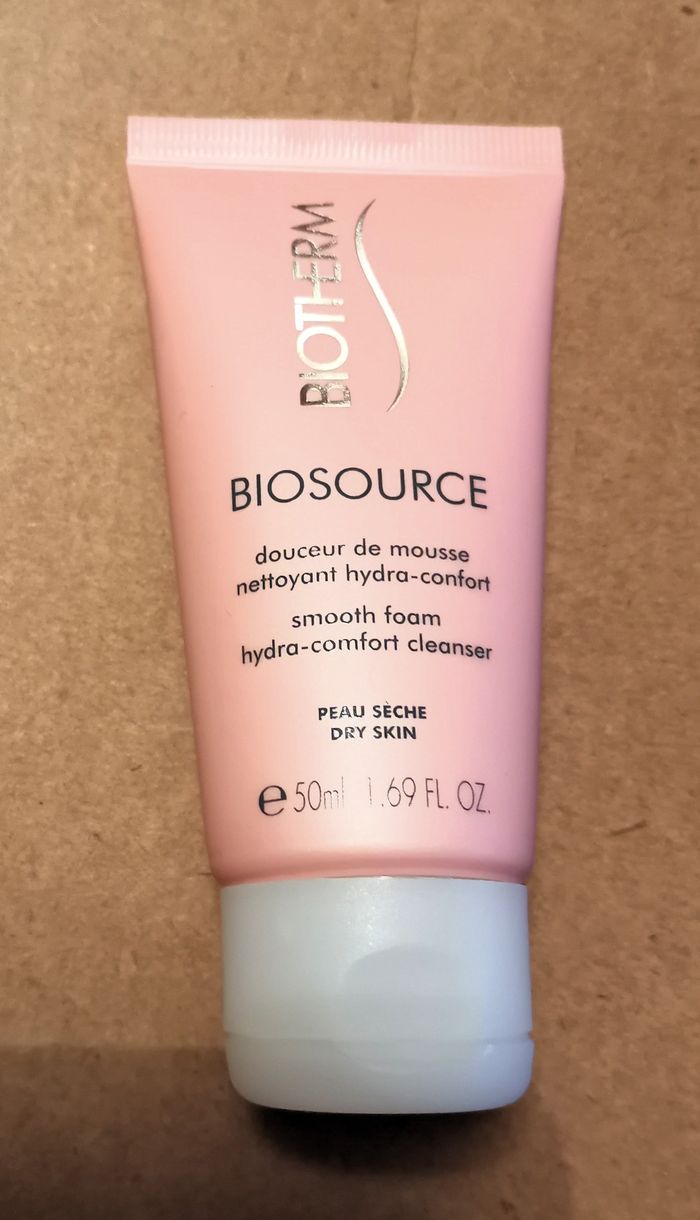 BIOTHERM
BIOSOURCE
douceur de mousse
nettoyant hydra-confort
smooth foam
hydra-comfort cleanser
PEAU SÈCHE
DRY SKIN
e 50ml 1.69 FL. OZ.